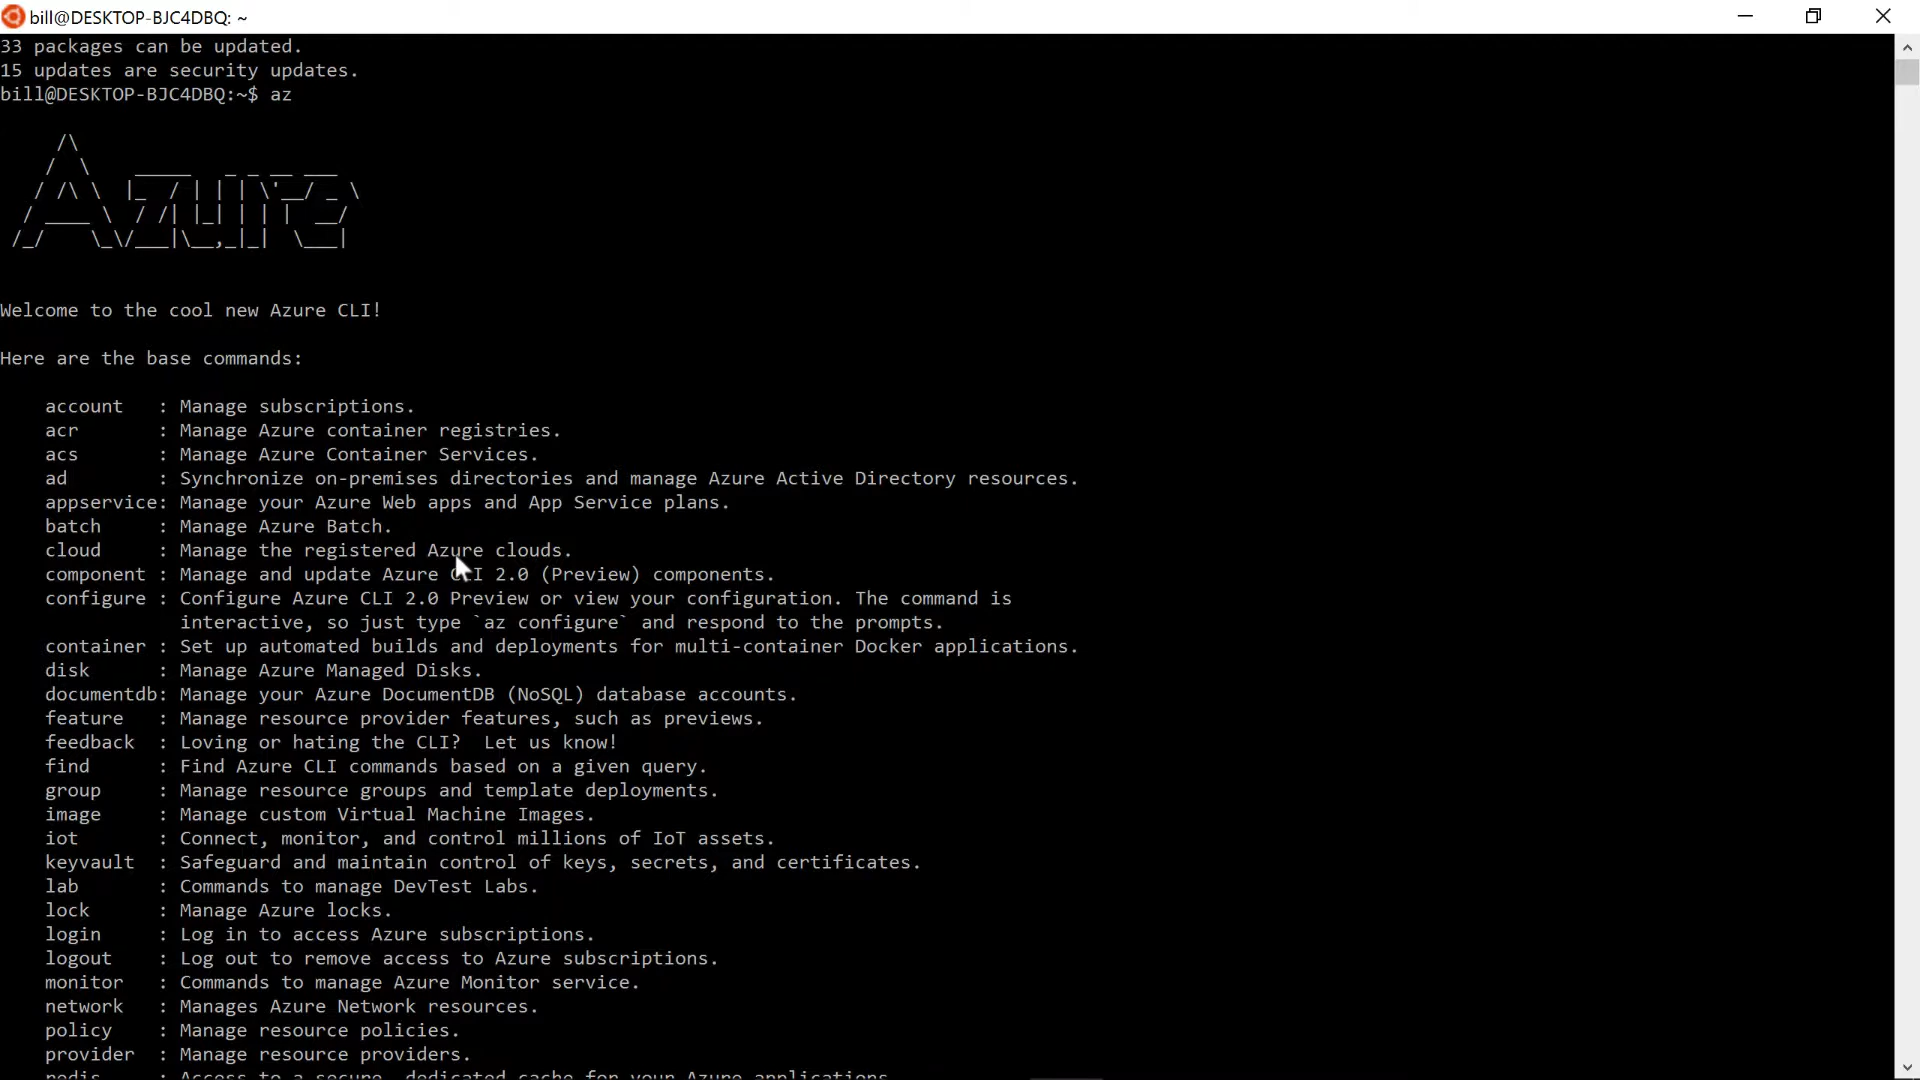 bill@DESKTOP-BJC4DBQ: ~
33 packages can be updated.
15 updates are security updates.
bill@DESKTOP-BJC4DBQ:~$ az
Azure
Welcome to the cool new Azure CLI!
Here are the base commands:
account : Manage subscriptions.
acr : Manage Azure container registries.
acs : Manage Azure Container Services.
ad : Synchronize on-premises directories and manage Azure Active Directory resources.
appservice: Manage your Azure Web apps and App Service plans.
batch : Manage Azure Batch.
cloud : Manage the registered Azure clouds.
component : Manage and update Azure CLI 2.0 (Preview) components.
configure : Configure Azure CLI 2.0 Preview or view your configuration. The command is
interactive, so just type `az configure` and respond to the prompts.
container : Set up automated builds and deployments for multi-container Docker applications.
disk : Manage Azure Managed Disks.
documentdb: Manage your Azure DocumentDB (NoSQL) database accounts.
feature : Manage resource provider features, such as previews.
feedback : Loving or hating the CLI?  Let us know!
find : Find Azure CLI commands based on a given query.
group : Manage resource groups and template deployments.
image : Manage custom Virtual Machine Images.
iot : Connect, monitor, and control millions of IoT assets.
keyvault : Safeguard and maintain control of keys, secrets, and certificates.
lab : Commands to manage DevTest Labs.
lock : Manage Azure locks.
login : Log in to access Azure subscriptions.
logout : Log out to remove access to Azure subscriptions.
monitor : Commands to manage Azure Monitor service.
network : Manages Azure Network resources.
policy : Manage resource policies.
provider : Manage resource providers.
redis : Access to a secure, dedicated cache for your Azure applications.